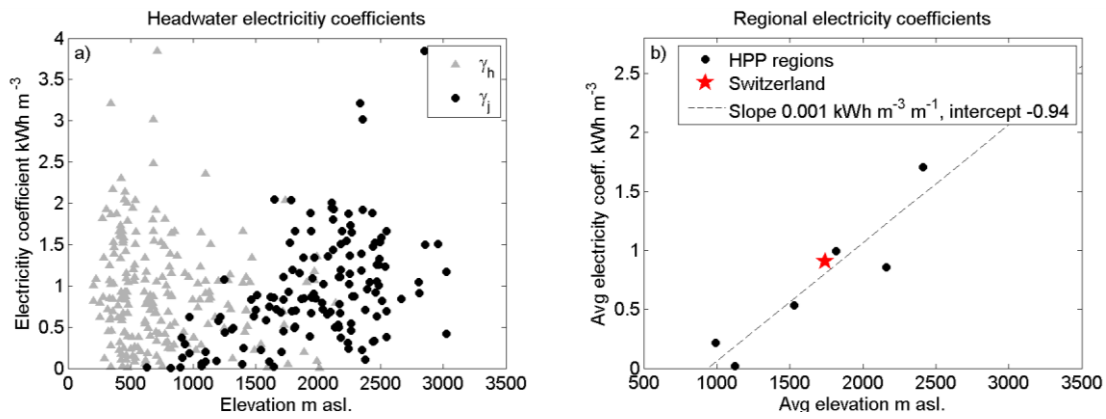 Headwater electricitiy coefficients
a)
γh
γj
4
3.5
3
2.5
2
1.5
1
0.5
0
Electricitiy coefficient kWh m-3
0 500 1000 1500 2000 2500 3000 3500
Elevation m asl.
Regional electricity coefficients
b)
HPP regions
Switzerland
Slope 0.001 kWh m-3 m-1, intercept -0.94
2.5
2
1.5
1
0.5
0
Avg electricity coeff. kWh m-3
500 1000 1500 2000 2500 3000 3500
Avg elevation m asl.